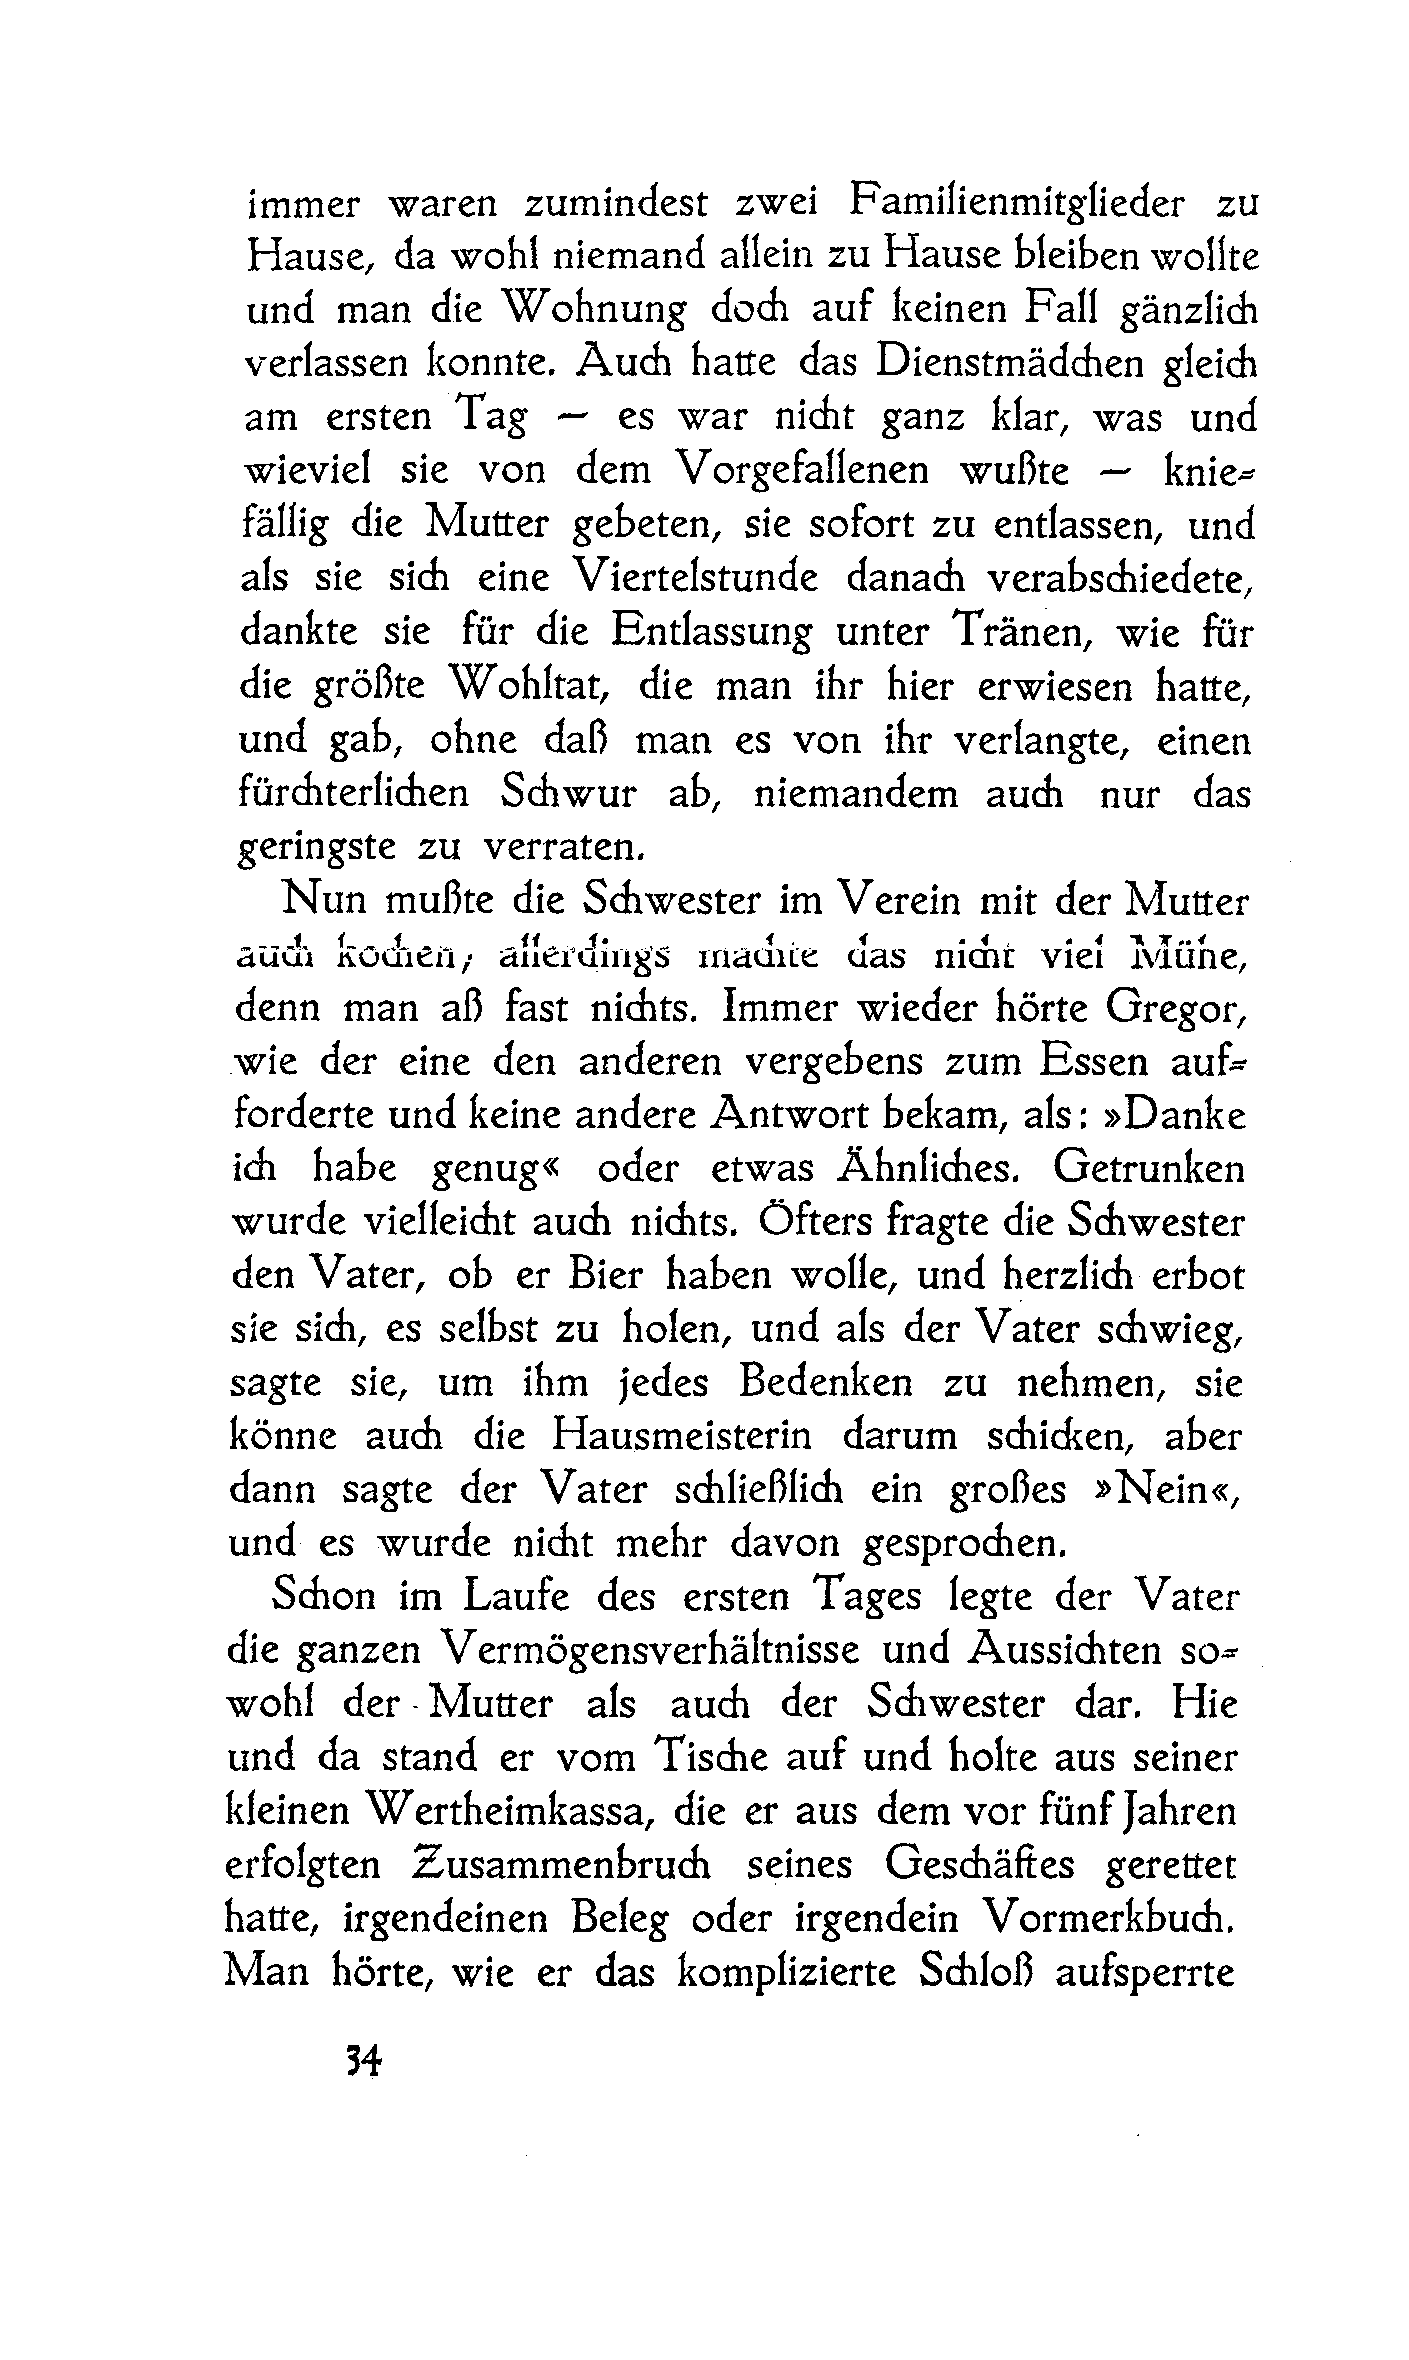 immer waren zumindest zwei Familienmitglieder zu
Hause, da wohl niemand allein zu Hause bleiben wollte
und man die Wohnung doch auf keinen Fall gänzlich
verlassen konnte. Auch hatte das Dienstmädchen gleich
am ersten Tag — es war nicht ganz klar, was und
wieviel sie von dem Vorgefallenen wußte — knie-
fällig die Mutter gebeten, sie sofort zu entlassen, und
als sie sich eine Viertelstunde danach verabschiedete,
dankte sie für die Entlassung unter Tränen, wie für
die größte Wohltat, die man ihr hier erwiesen hatte,
und gab, ohne daß man es von ihr verlangte, einen
fürchterlichen Schwur ab, niemandem auch nur das
geringste zu verraten.
Nun mußte die Schwester im Verein mit der Mutter
auch kochen; allerdings machte das nicht viel Mühe,
denn man aß fast nichts. Immer wieder hörte Gregor,
wie der eine den anderen vergebens zum Essen auf-
forderte und keine andere Antwort bekam, als: »Danke
ich habe genug« oder etwas Ähnliches. Getrunken
wurde vielleicht auch nichts. Öfters fragte die Schwester
den Vater, ob er Bier haben wolle, und herzlich erbot
sie sich, es selbst zu holen, und als der Vater schwieg,
sagte sie, um ihm jedes Bedenken zu nehmen, sie
könne auch die Hausmeisterin darum schicken, aber
dann sagte der Vater schließlich ein großes »Nein«,
und es wurde nicht mehr davon gesprochen.
Schon im Laufe des ersten Tages legte der Vater
die ganzen Vermögensverhältnisse und Aussichten so-
wohl der Mutter als auch der Schwester dar. Hie
und da stand er vom Tische auf und holte aus seiner
kleinen Wertheimkassa, die er aus dem vor fünf Jahren
erfolgten Zusammenbruch seines Geschäftes gerettet
hatte, irgendeinen Beleg oder irgendein Vormerkbuch.
Man hörte, wie er das komplizierte Schloß aufsperrte
34